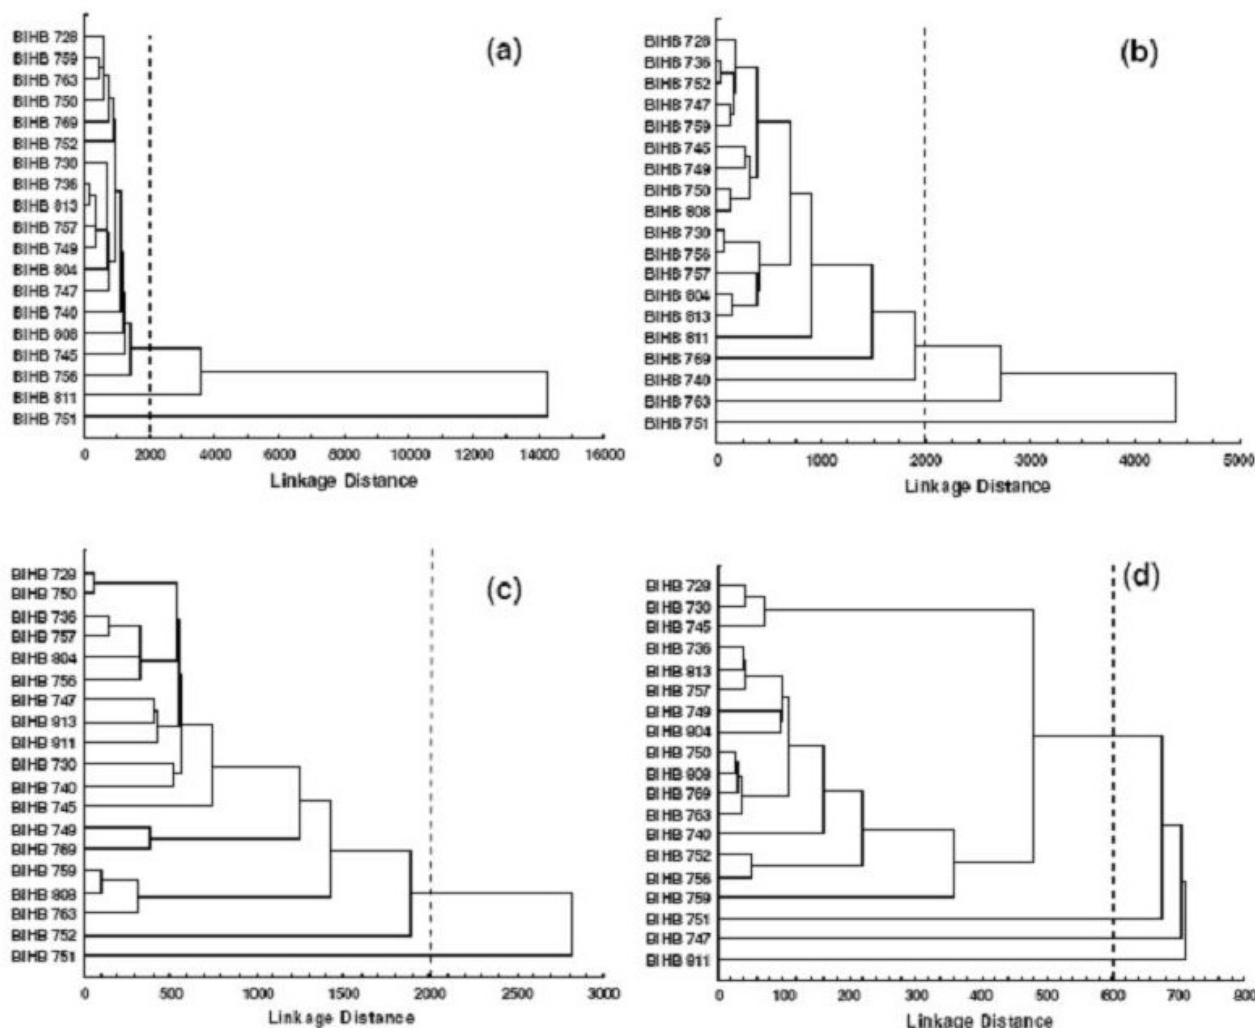 (a)
BIHB 728
BIHB 759
BIHB 763
BIHB 750
BIHB 769
BIHB 752
BIHB 730
BIHB 736
BIHB 813
BIHB 757
BIHB 749
BIHB 804
BIHB 747
BIHB 740
BIHB 808
BIHB 745
BIHB 756
BIHB 811
BIHB 751
0 2000 4000 6000 8000 10000 12000 14000 16000
Linkage Distance
(b)
BIHB 728
BIHB 736
BIHB 752
BIHB 747
BIHB 759
BIHB 745
BIHB 749
BIHB 750
BIHB 808
BIHB 730
BIHB 756
BIHB 757
BIHB 804
BIHB 813
BIHB 811
BIHB 769
BIHB 740
BIHB 763
BIHB 751
0 1000 2000 3000 4000 5000
Linkage Distance
(c)
BIHB 728
BIHB 750
BIHB 736
BIHB 757
BIHB 804
BIHB 756
BIHB 747
BIHB 813
BIHB 811
BIHB 730
BIHB 740
BIHB 745
BIHB 749
BIHB 769
BIHB 759
BIHB 808
BIHB 763
BIHB 752
BIHB 751
0 500 1000 1500 2000 2500 3000
Linkage Distance
(d)
BIHB 728
BIHB 730
BIHB 745
BIHB 736
BIHB 813
BIHB 757
BIHB 749
BIHB 804
BIHB 750
BIHB 808
BIHB 769
BIHB 763
BIHB 740
BIHB 752
BIHB 756
BIHB 759
BIHB 751
BIHB 747
BIHB 811
0 100 200 300 400 500 600 700 800
Linkage Distance